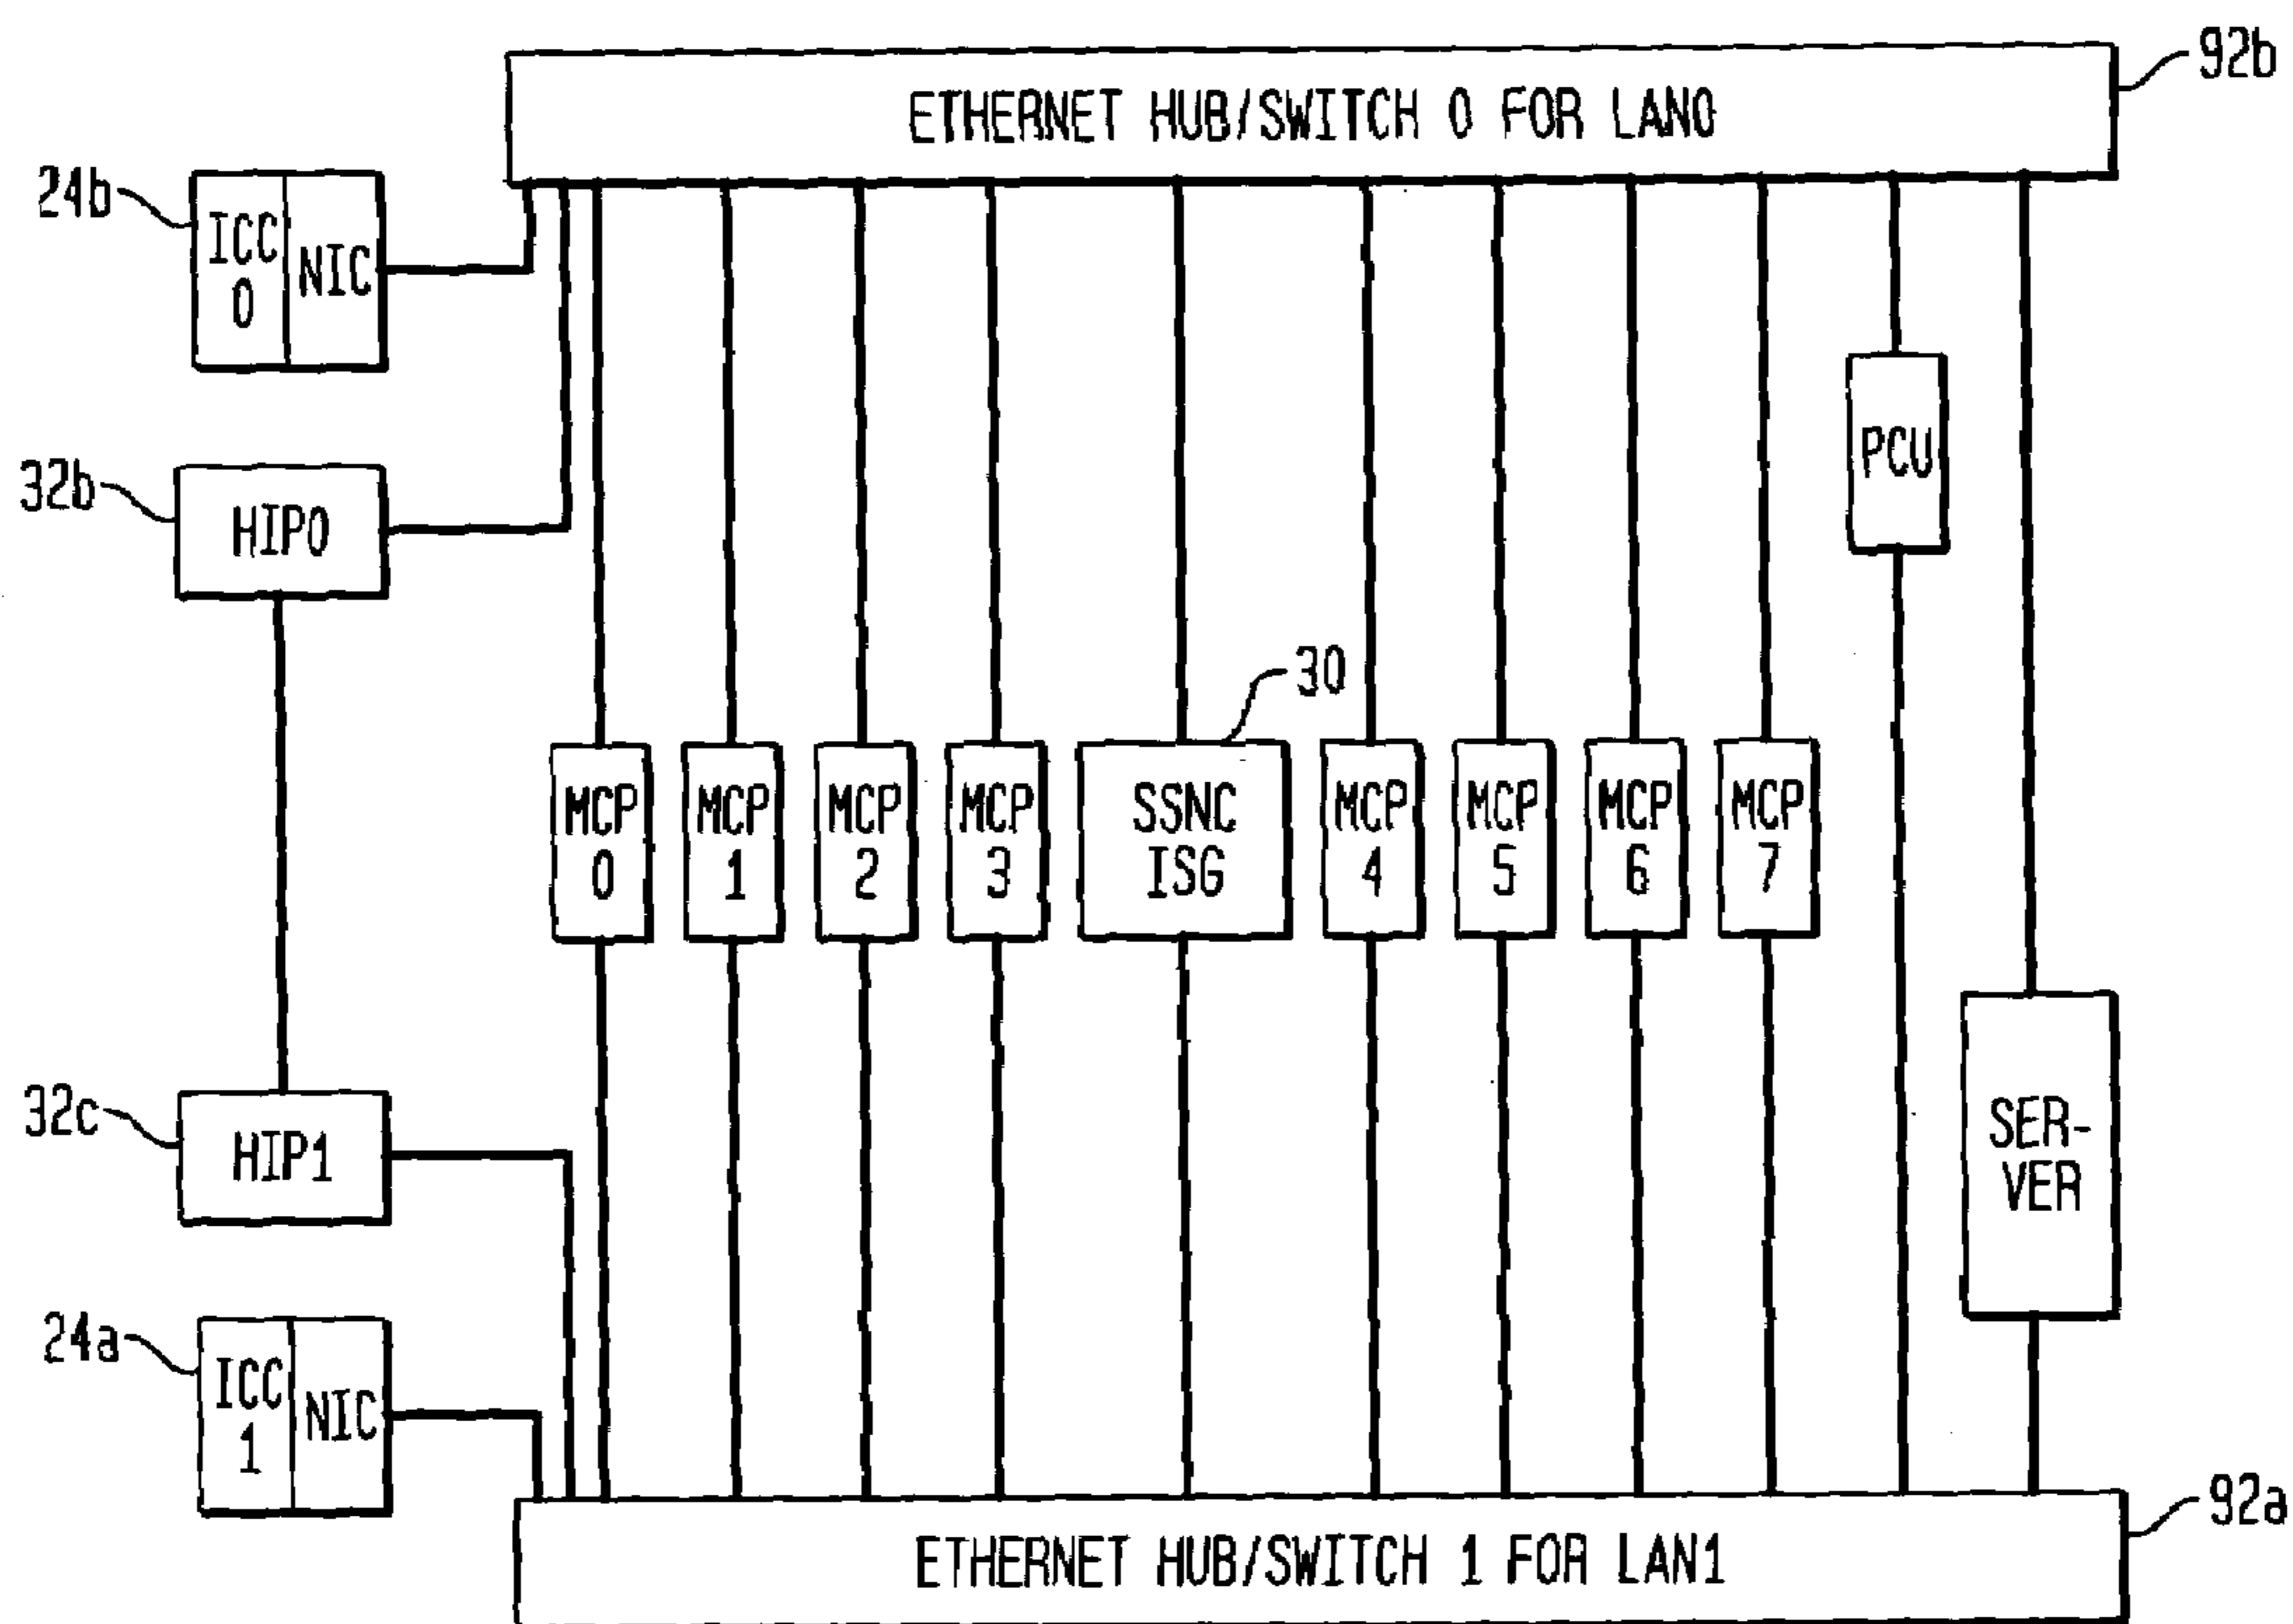 92b
ETHERNET HUB/SWITCH 0 FOR LAN0
24b
ICC
0
NIC
32b
HIP0
PCU
30
MCP
0
MCP
1
MCP
2
MCP
3
SSNC
ISG
MCP
4
MCP
5
MCP
6
MCP
7
32c
HIP1
SER-
VER
24a
ICC
1
NIC
92a
ETHERNET HUB/SWITCH 1 FOR LAN1